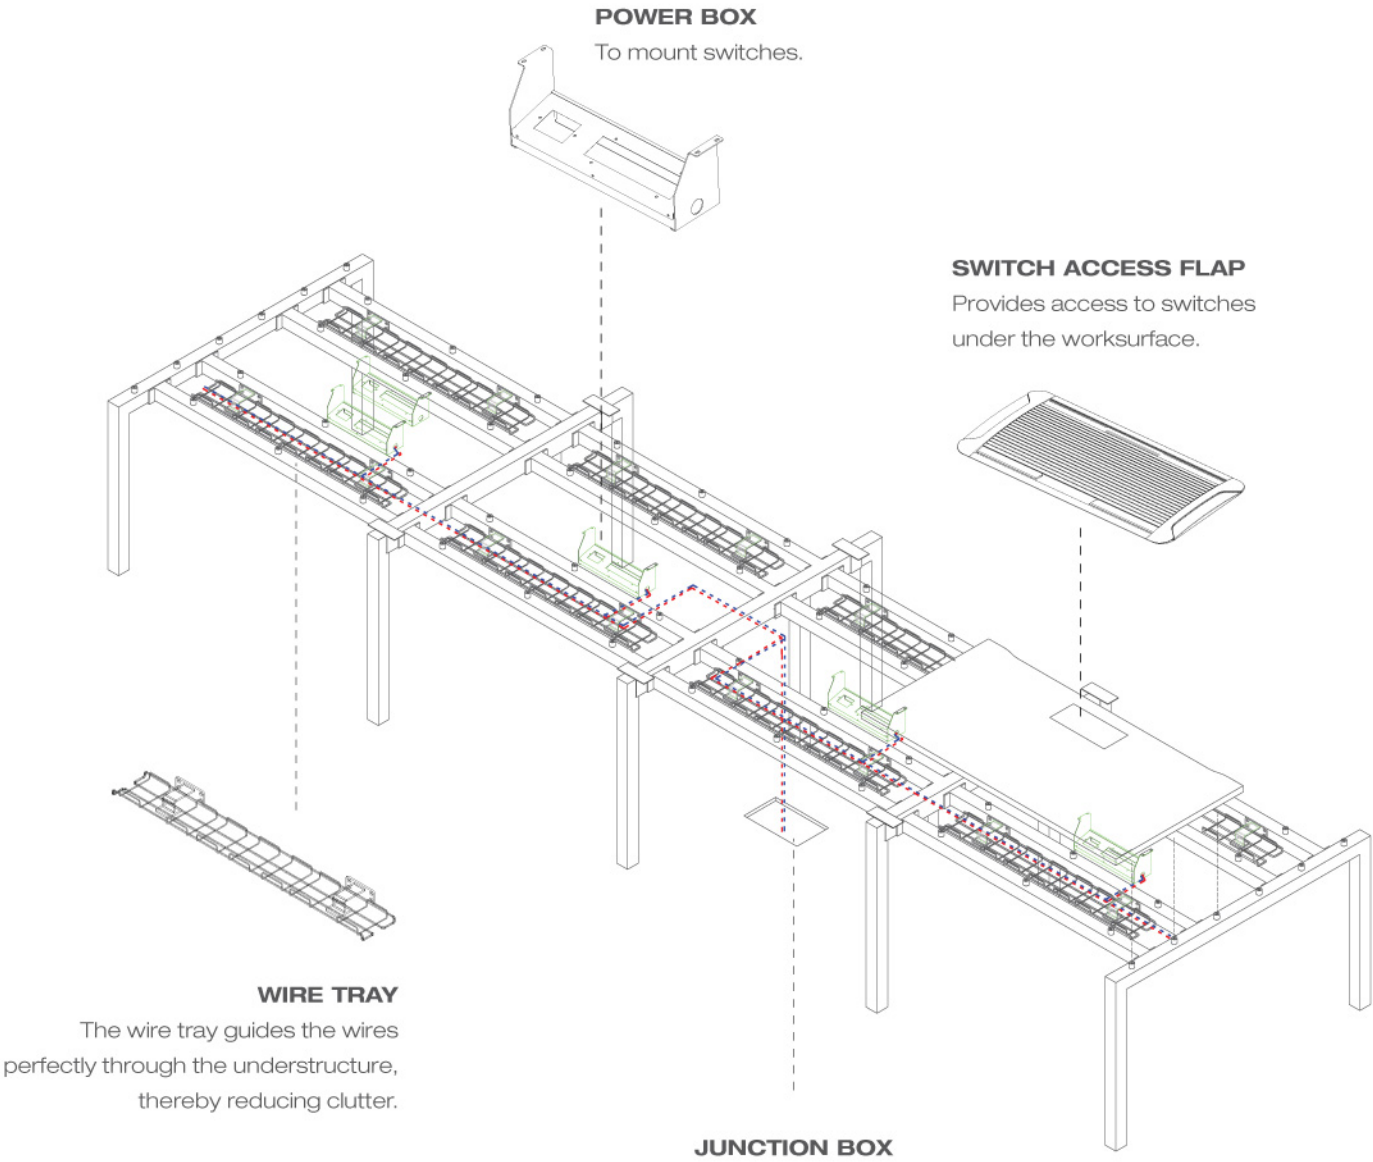 POWER BOX
To mount switches.
SWITCH ACCESS FLAP
Provides access to switches
under the worksurface.
WIRE TRAY
The wire tray guides the wires
perfectly through the understructure,
thereby reducing clutter.
JUNCTION BOX